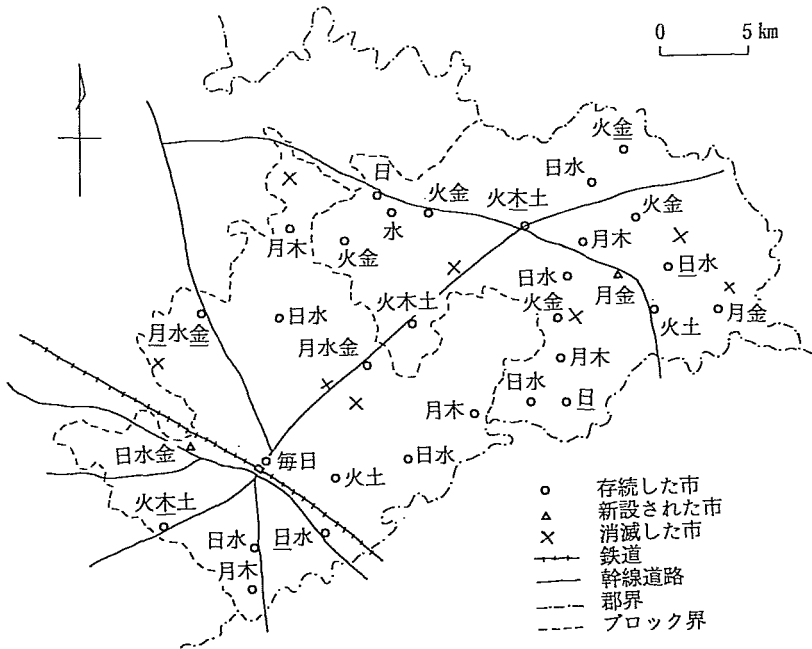 0 5 km
火金
日水
日
火金
火木土
火金
水
月木
火金
月木
日水
日水
月金
火木土
火金
火土
月金
日水
月水金
月水金
月木
日水
日
月木
日水金
毎日
日水
火土
火木土
日水
日水
月木
存続した市
新設された市
消滅した市
鉄道
幹線道路
郡界
ブロック界